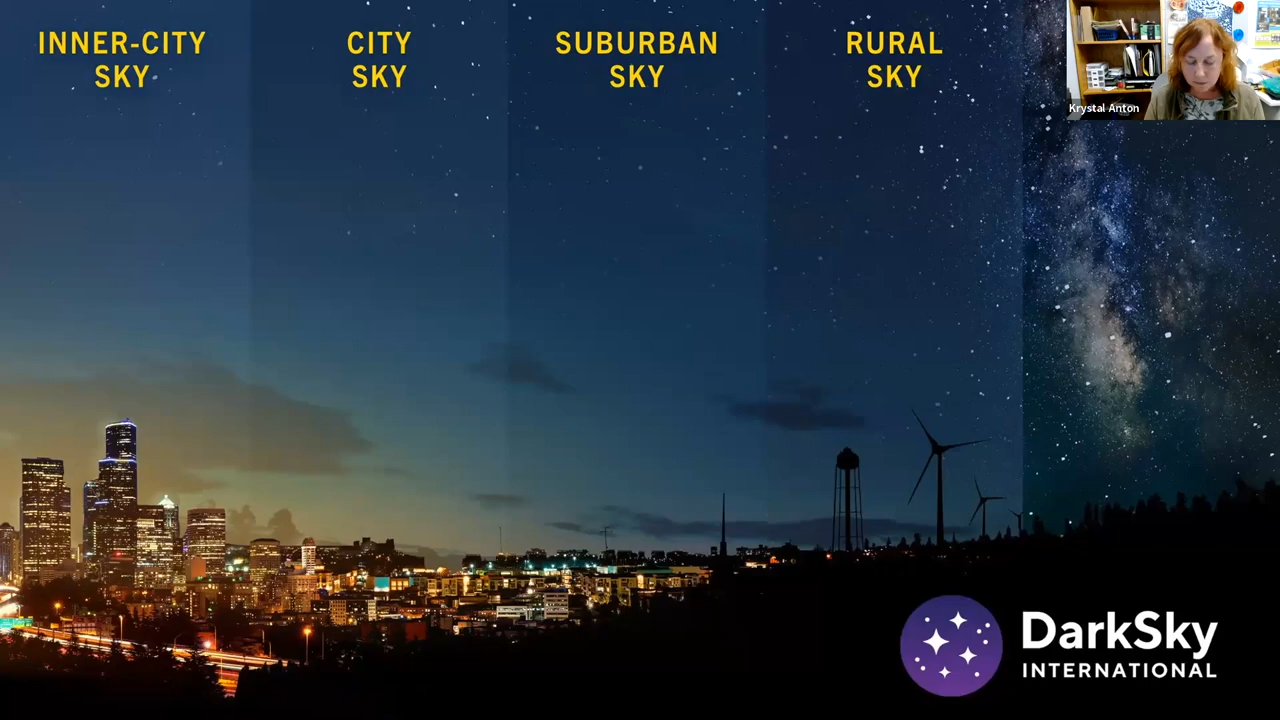 INNER-CITY
SKY
CITY
SKY
SUBURBAN
SKY
RURAL
SKY
Krystal Anton
DarkSky
INTERNATIONAL